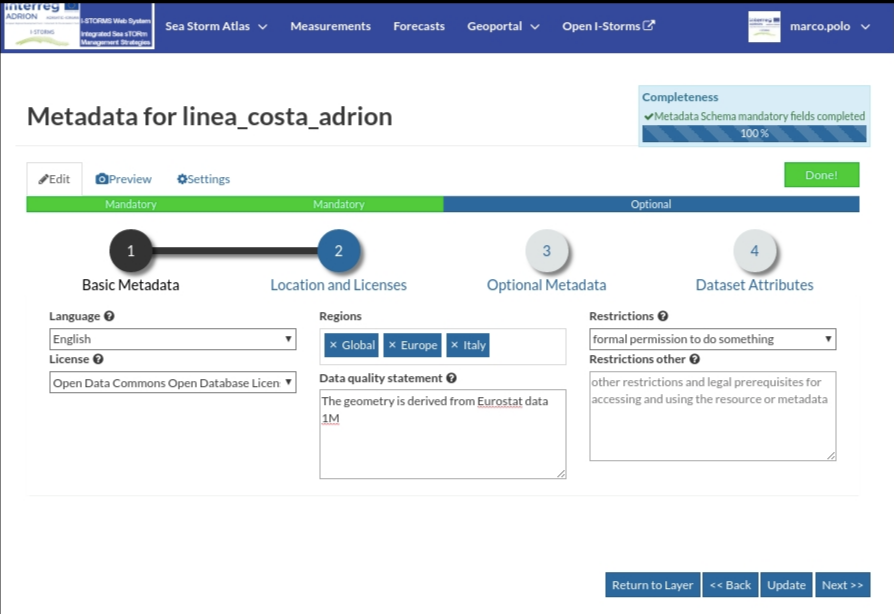 interreg
ADRION
I-STORMS
I-STORMS Web System
Integrated Sea sTORm
Management Strategies
Sea Storm Atlas
Measurements
Forecasts
Geoportal
Open I-Storms
marco.polo
Metadata for linea_costa_adrion
Completeness
Metadata Schema mandatory fields completed
100 %
Edit
Preview
Settings
Done!
Mandatory
Mandatory
Optional
1
2
3
4
Basic Metadata
Location and Licenses
Optional Metadata
Dataset Attributes
Language
English
License
Open Data Commons Open Database Licen
Regions
× Global × Europe × Italy
Data quality statement
The geometry is derived from Eurostat data
1M
Restrictions
formal permission to do something
Restrictions other
other restrictions and legal prerequisites for
accessing and using the resource or metadata
Return to Layer
<< Back
Update
Next >>